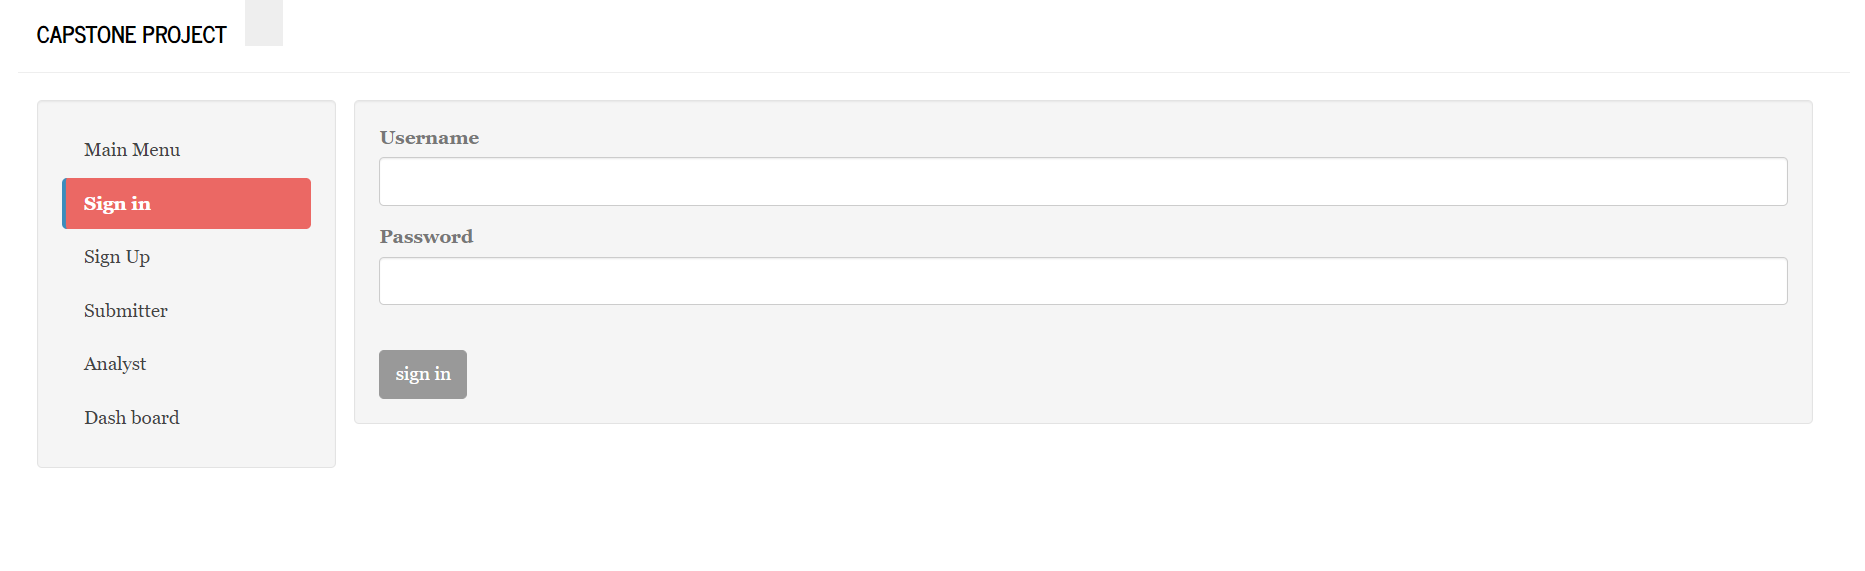 CAPSTONE PROJECT
Main Menu
Sign in
Sign Up
Submitter
Analyst
Dash board
Username
Password
sign in